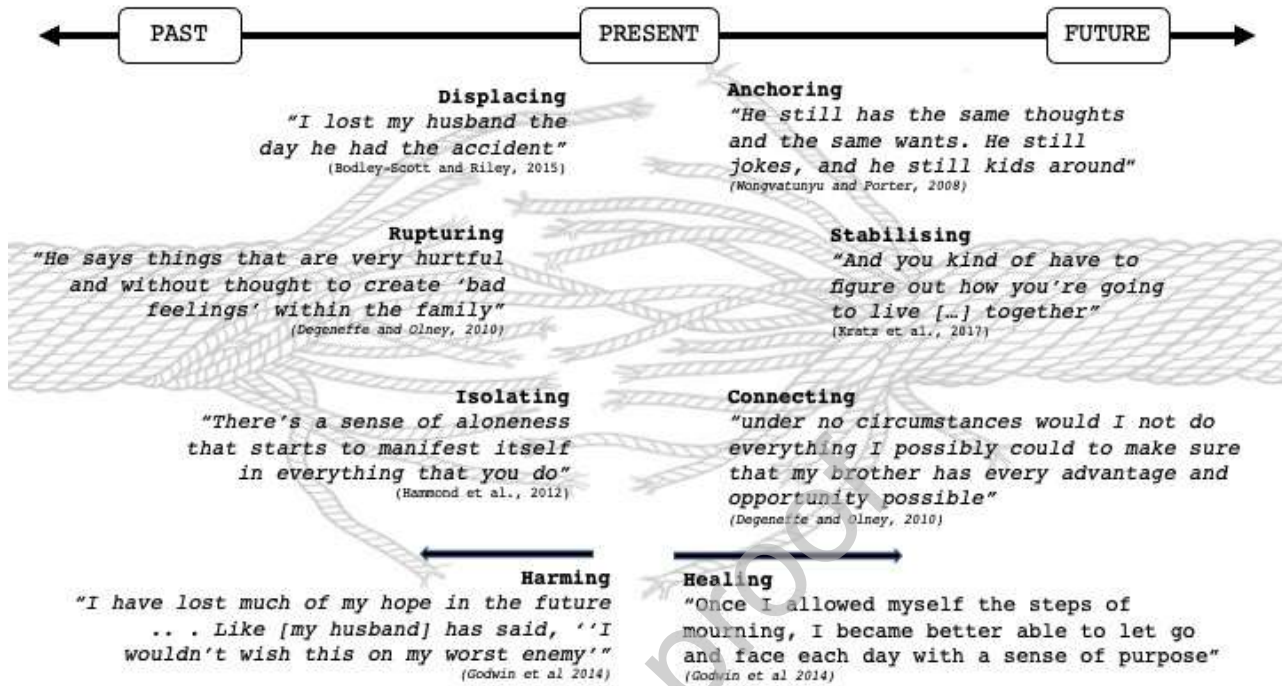 PAST
PRESENT
FUTURE
Displacing
"I lost my husband the
day he had the accident"
(Bodley-Scott and Riley, 2015)
Anchoring
"He still has the same thoughts
and the same wants. He still
jokes, and he still kids around"
(Wongvatunyu and Porter, 2008)
Rupturing
"He says things that are very hurtful
and without thought to create 'bad
feelings' within the family"
(Degeneffe and Olney, 2010)
Stabilising
"And you kind of have to
figure out how you're going
to live […] together"
(Kratz et al., 2017)
Isolating
"There's a sense of aloneness
that starts to manifest itself
in everything that you do"
(Hammond et al., 2012)
Connecting
"under no circumstances would I not do
everything I possibly could to make sure
that my brother has every advantage and
opportunity possible"
(Degeneffe and Olney, 2010)
Harming
"I have lost much of my hope in the future
.. . Like [my husband] has said, ''I
wouldn't wish this on my worst enemy'"
(Godwin et al 2014)
Healing
"Once I allowed myself the steps of
mourning, I became better able to let go
and face each day with a sense of purpose"
(Godwin et al 2014)
proof